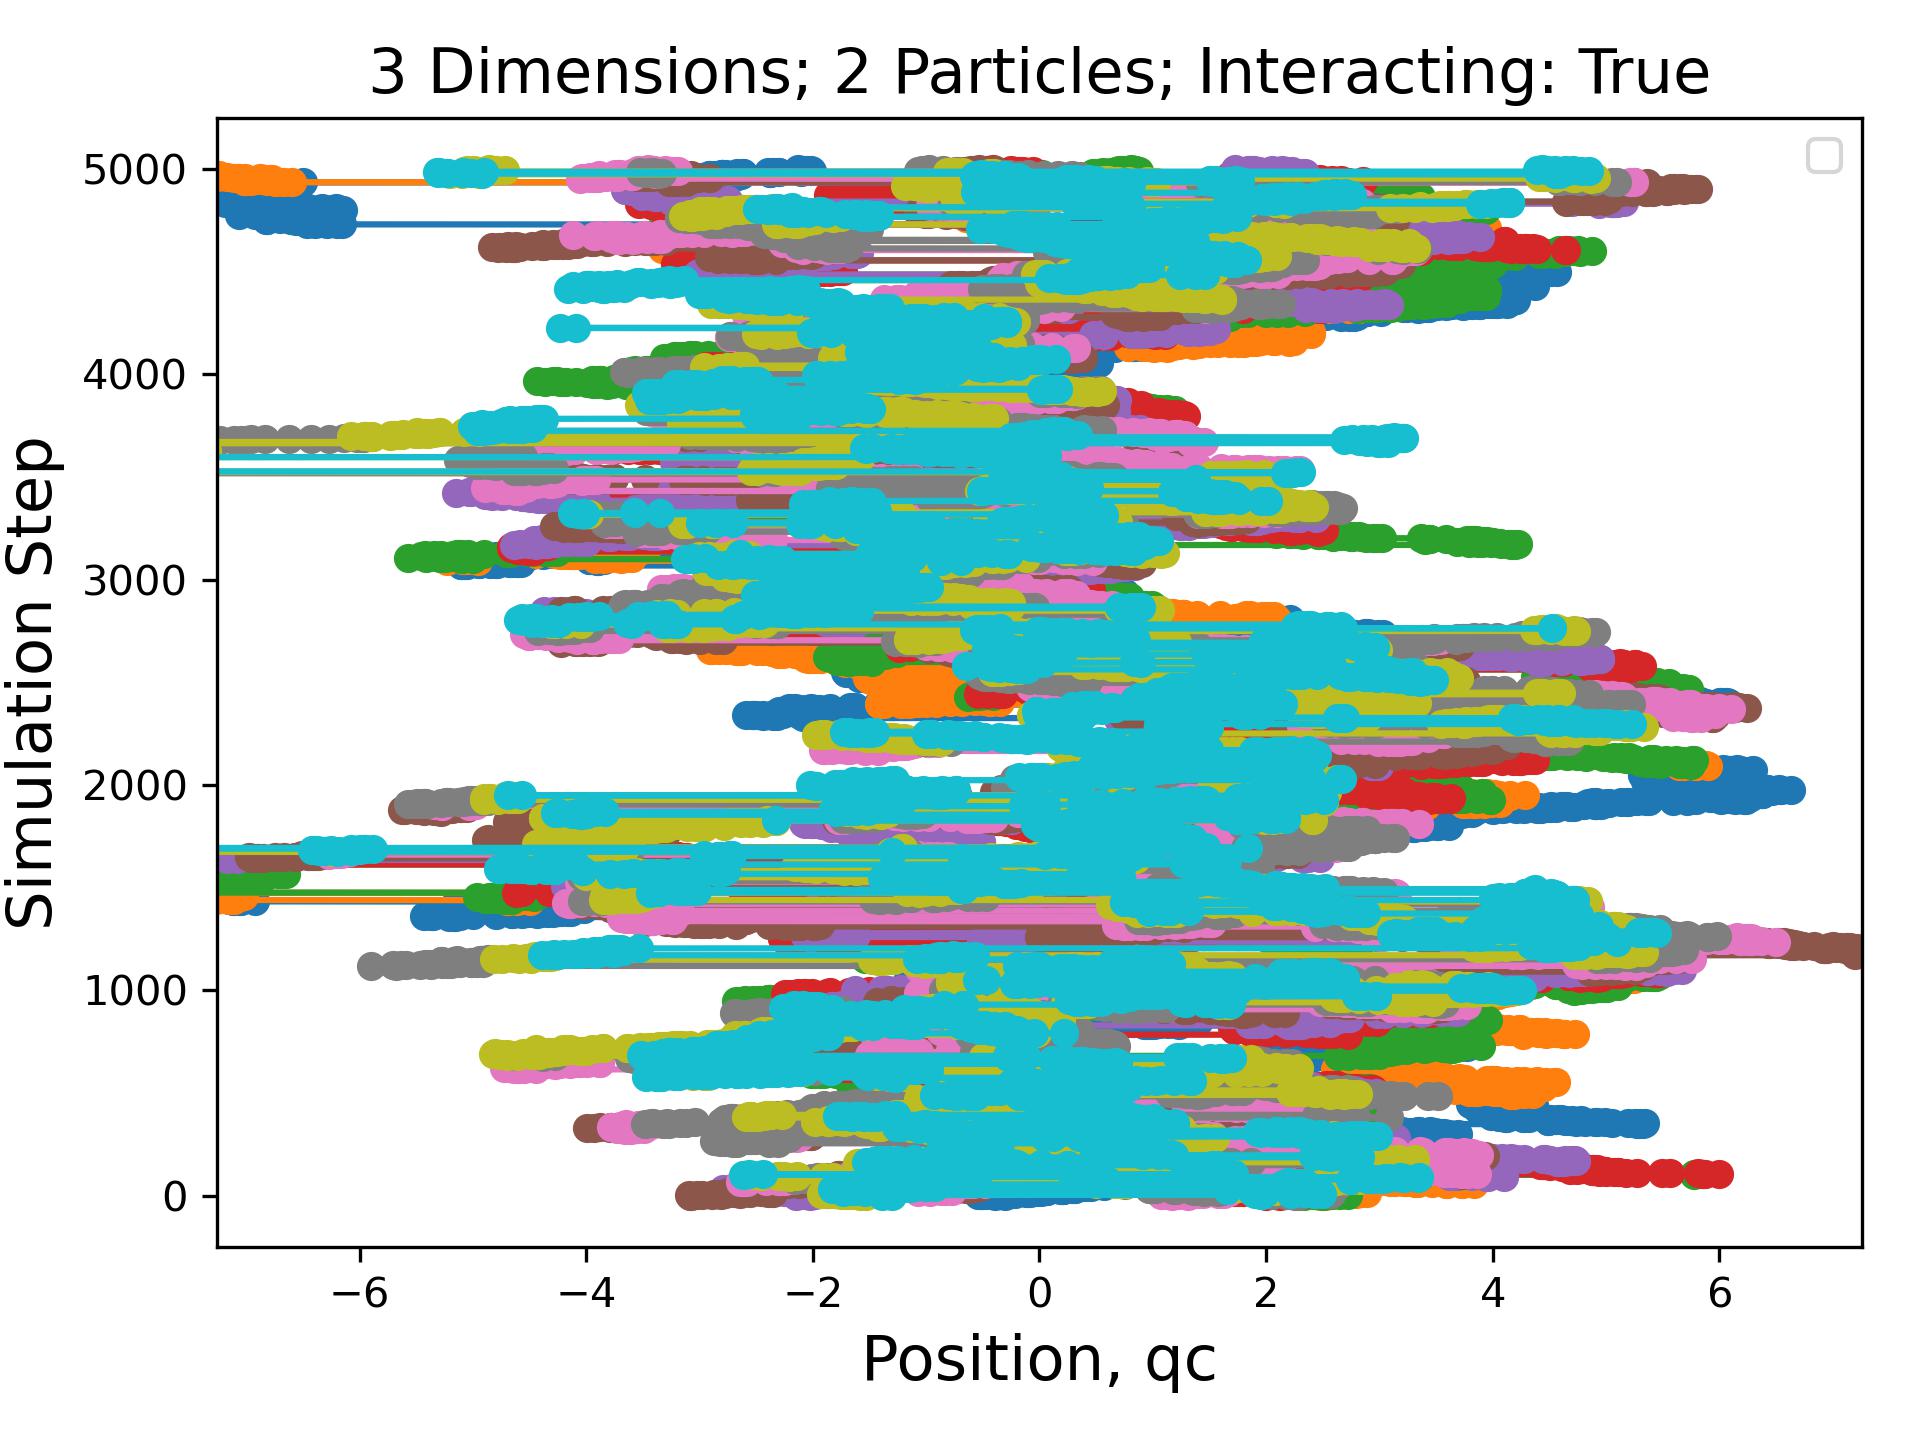 3 Dimensions; 2 Particles; Interacting: True
Simulation Step
5000
4000
3000
2000
1000
0
−6 −4 −2 0 2 4 6
Position, qc